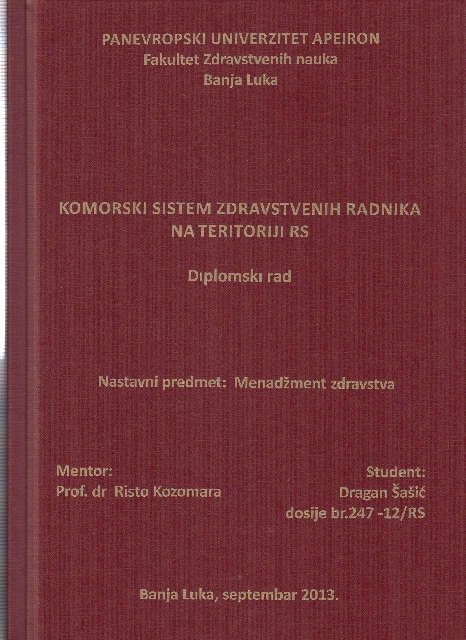 PANEVROPSKI UNIVERZITET APEIRON
Fakultet Zdravstvenih nauka
Banja Luka
KOMORSKI SISTEM ZDRAVSTVENIH RADNIKA
NA TERITORIJI RS
Diplomski rad
Nastavni predmet: Menadžment zdravstva
Mentor:
Prof. dr Risto Kozomara
Student:
Dragan Šašić
dosije br.247 -12/RS
Banja Luka, septembar 2013.